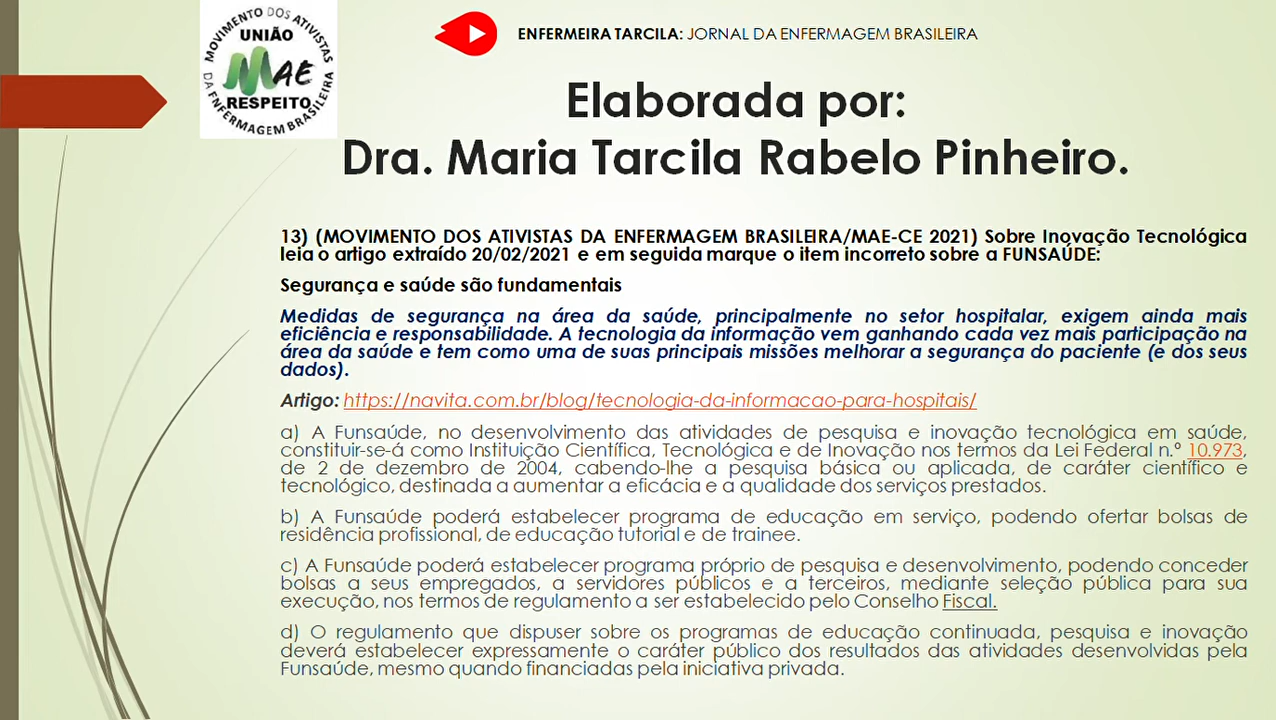 MOVIMENTO DOS ATIVISTAS
UNIÃO
MAE
RESPEITO
DA ENFERMAGEM BRASILEIRA
ENFERMEIRA TARCILA: JORNAL DA ENFERMAGEM BRASILEIRA
Elaborada por:
Dra. Maria Tarcila Rabelo Pinheiro.
13) (MOVIMENTO DOS ATIVISTAS DA ENFERMAGEM BRASILEIRA/MAE-CE 2021) Sobre Inovação Tecnológica
leia o artigo extraído 20/02/2021 e em seguida marque o item incorreto sobre a FUNSAÚDE:
Segurança e saúde são fundamentais
Medidas de segurança na área da saúde, principalmente no setor hospitalar, exigem ainda mais
eficiência e responsabilidade. A tecnologia da informação vem ganhando cada vez mais participação na
área da saúde e tem como uma de suas principais missões melhorar a segurança do paciente (e dos seus
dados).
Artigo: https://navita.com.br/blog/tecnologia-da-informacao-para-hospitais/
a) A Funsaúde, no desenvolvimento das atividades de pesquisa e inovação tecnológica em saúde,
constituir-se-á como Instituição Científica, Tecnológica e de Inovação nos termos da Lei Federal n.º 10.973,
de 2 de dezembro de 2004, cabendo-lhe a pesquisa básica ou aplicada, de caráter científico e
tecnológico, destinada a aumentar a eficácia e a qualidade dos serviços prestados.
b) A Funsaúde poderá estabelecer programa de educação em serviço, podendo ofertar bolsas de
residência profissional, de educação tutorial e de trainee.
c) A Funsaúde poderá estabelecer programa próprio de pesquisa e desenvolvimento, podendo conceder
bolsas a seus empregados, a servidores públicos e a terceiros, mediante seleção pública para sua
execução, nos termos de regulamento a ser estabelecido pelo Conselho Fiscal.
d) O regulamento que dispuser sobre os programas de educação continuada, pesquisa e inovação
deverá estabelecer expressamente o caráter público dos resultados das atividades desenvolvidas pela
Funsaúde, mesmo quando financiadas pela iniciativa privada.